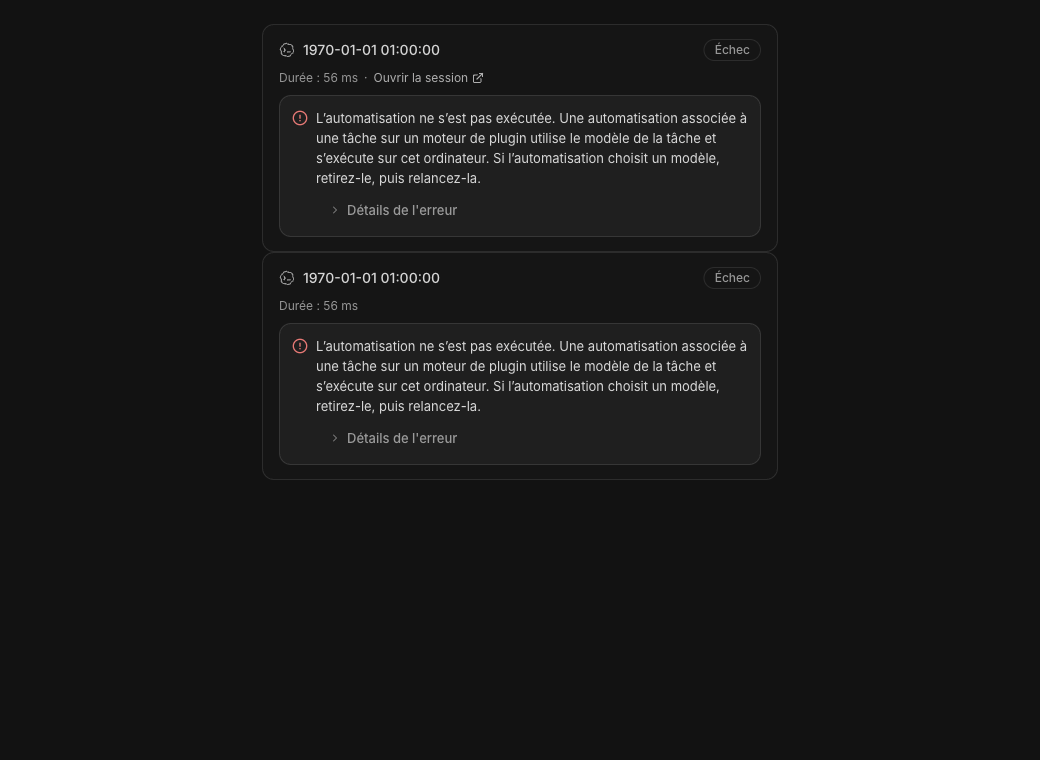 1970-01-01 01:00:00 Échec
Durée : 56 ms · Ouvrir la session
L’automatisation ne s’est pas exécutée. Une automatisation associée à
une tâche sur un moteur de plugin utilise le modèle de la tâche et
s’exécute sur cet ordinateur. Si l’automatisation choisit un modèle,
retirez-le, puis relancez-la.
Détails de l'erreur
1970-01-01 01:00:00 Échec
Durée : 56 ms
L’automatisation ne s’est pas exécutée. Une automatisation associée à
une tâche sur un moteur de plugin utilise le modèle de la tâche et
s’exécute sur cet ordinateur. Si l’automatisation choisit un modèle,
retirez-le, puis relancez-la.
Détails de l'erreur